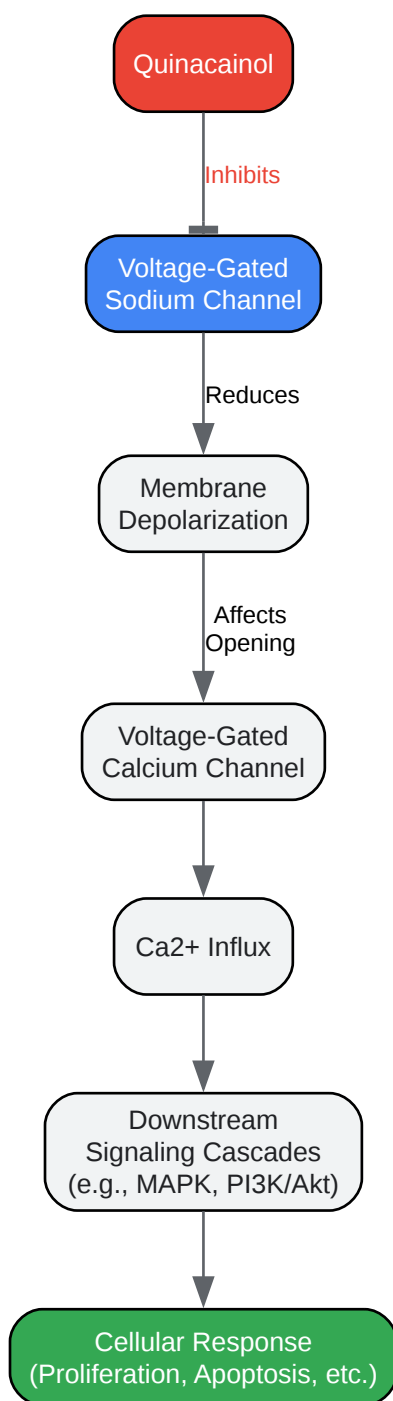 Quinacainol
Inhibits
Voltage-Gated
Sodium Channel
Reduces
Membrane
Depolarization
Affects
Opening
Voltage-Gated
Calcium Channel
Ca2+ Influx
Downstream
Signaling Cascades
(e.g., MAPK, PI3K/Akt)
Cellular Response
(Proliferation, Apoptosis, etc.)